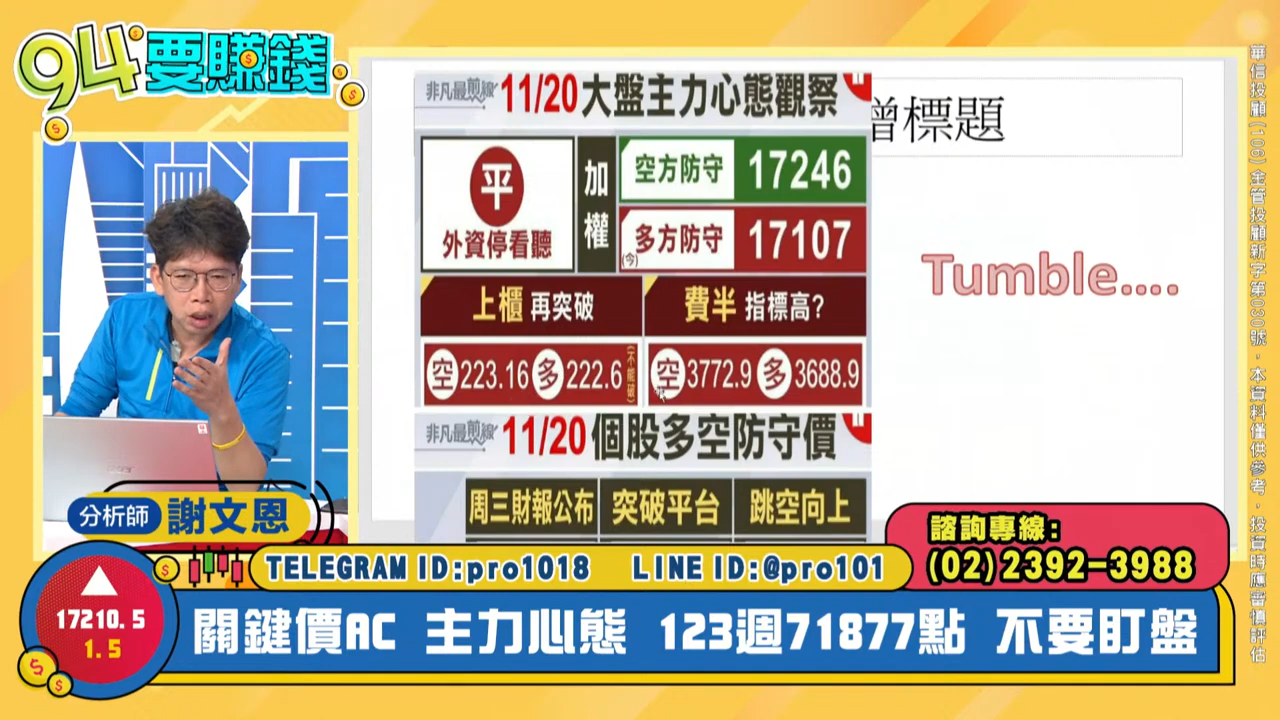 94要賺錢
非凡最前線 11/20大盤主力心態觀察
增標題
平
外資停看聽
加權
空方防守 17246
多方防守 17107
(今)
上櫃 再突破
費半 指標高?
空223.16 多222.6
空3772.9 多3688.9
Tumble....
非凡最前線 11/20個股多空防守價
周三財報公布 突破平台 跳空向上
分析師 謝文恩
諮詢專線:
(02)2392-3988
TELEGRAM ID:pro1018 LINE ID:@pro101
17210.5
1.5
關鍵價AC 主力心態 123週71877點 不要盯盤
華信投顧(106)金管投顧新字第030號,本資料僅供參考,投資時應審慎評估